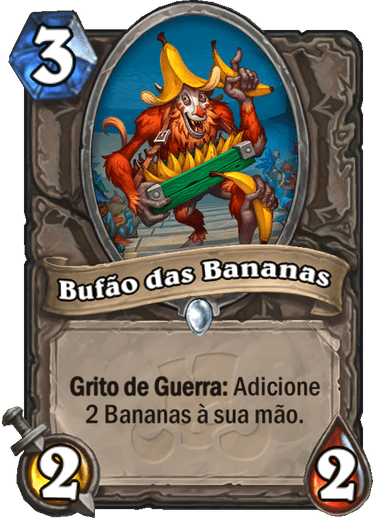 3
Bufão das Bananas
Grito de Guerra: Adicione
2 Bananas à sua mão.
2
2